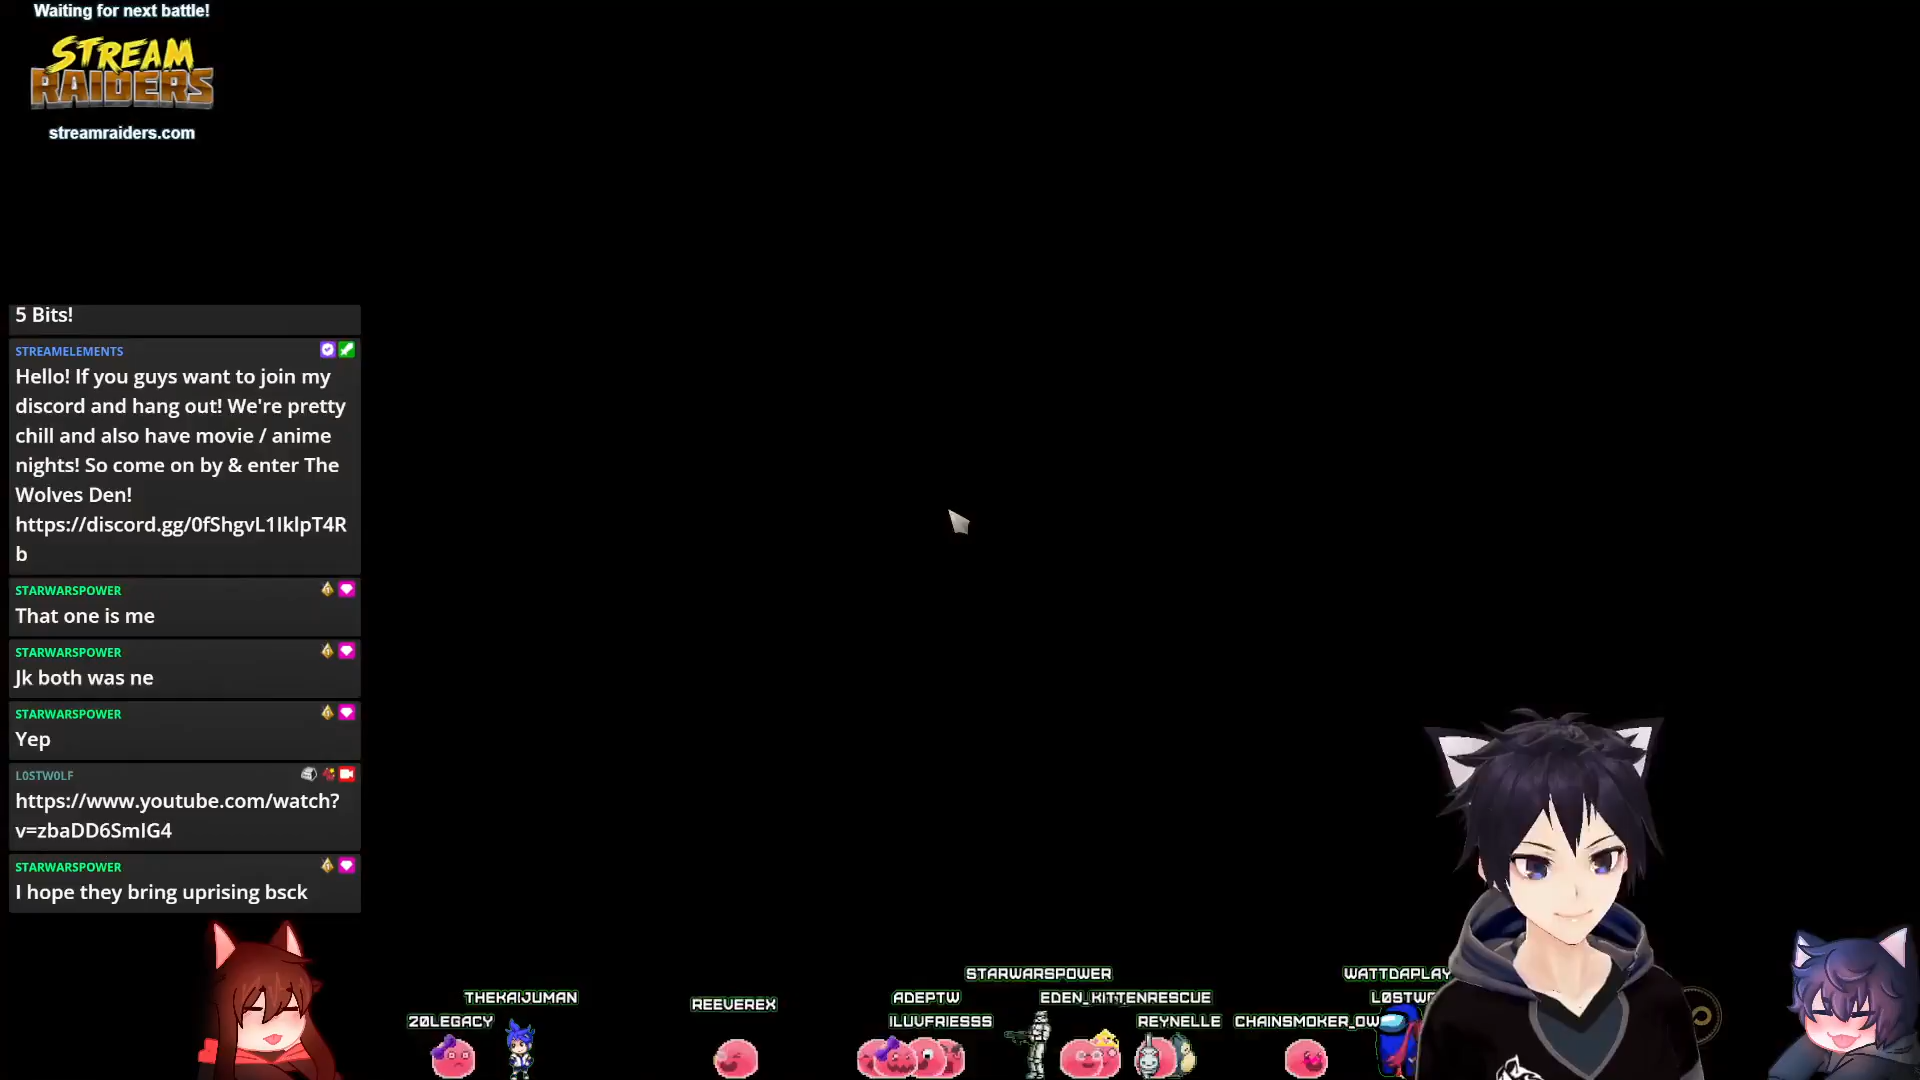 Waiting for next battle!
STREAM
RAIDERS
streamraiders.com
5 Bits!
STREAMELEMENTS
Hello! If you guys want to join my
discord and hang out! We're pretty
chill and also have movie / anime
nights! So come on by & enter The
Wolves Den!
https://discord.gg/0fShgvL1IklpT4R
b
STARWARSPOWER
That one is me
STARWARSPOWER
Jk both was ne
STARWARSPOWER
Yep
L0STW0LF
https://www.youtube.com/watch?
v=zbaDD6SmIG4
STARWARSPOWER
I hope they bring uprising bsck
STARWARSPOWER
WATTDAPLAY
THEKAIJUMAN
REEVEREX
ADEPTW
EDEN_KITTENRESCUE
20LEGACY
ILUVFRIESSS
REYNELLE
CHAINSMOKER_OW